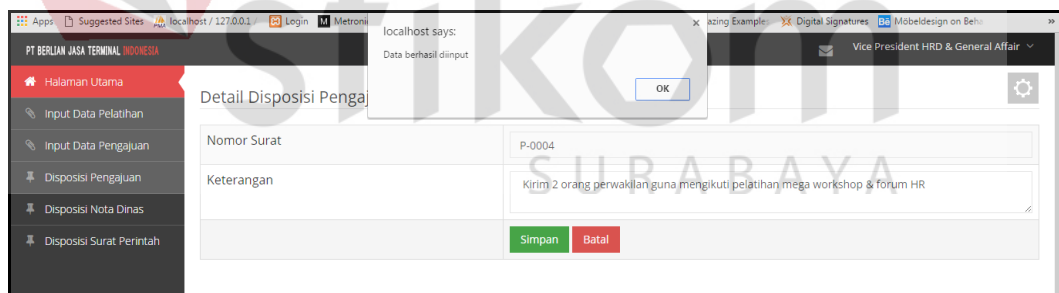 Apps Suggested Sites localhost / 127.0.0.1 / Login Metroni azing Example Digital Signatures Bē Möbeldesign on Beha »
localhost says: ×
Data berhasil diinput
OK
PT BERLIAN JASA TERMINAL INDONESIA
Vice President HRD & General Affair
Halaman Utama
Input Data Pelatihan
Input Data Pengajuan
Disposisi Pengajuan
Disposisi Nota Dinas
Disposisi Surat Perintah
Detail Disposisi Pengaj
Nomor Surat P-0004
Keterangan Kirim 2 orang perwakilan guna mengikuti pelatihan mega workshop & forum HR
Simpan Batal
stikom
SURABAYA